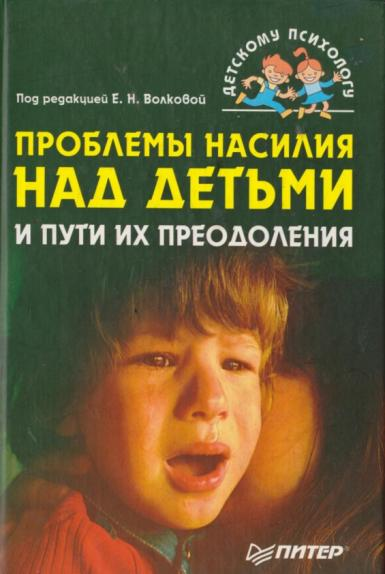 ДЕТСКОМУ ПСИХОЛОГУ
Под редакцией Е. Н. Волковой
ПРОБЛЕМЫ НАСИЛИЯ
НАД ДЕТЬМИ
И ПУТИ ИХ ПРЕОДОЛЕНИЯ
ПИТЕР